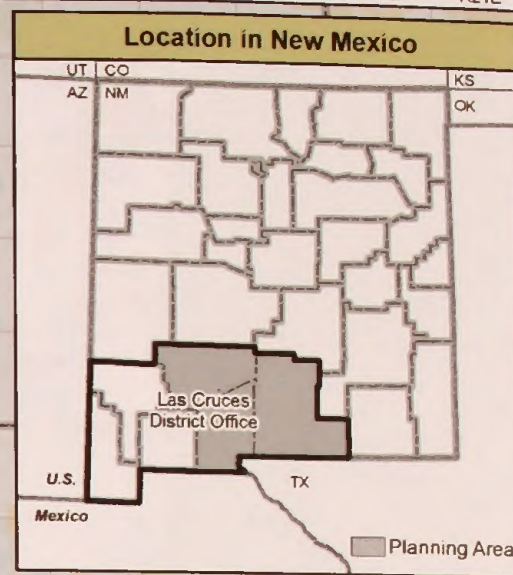 Location in New Mexico
UT CO
KS
AZ NM
OK
Las Cruces
District Office
U.S.
TX
Mexico
Planning Area